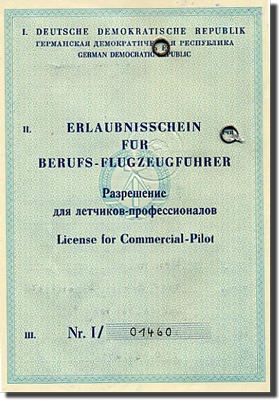 I. DEUTSCHE DEMOKRATISCHE REPUBLIK
ГЕРМАНСКАЯ ДЕМОКРАТИЧЕСКАЯ РЕСПУБЛИКА
GERMAN DEMOCRATIC REPUBLIC
II. ERLAUBNISSCHEIN
FÜR
BERUFS-FLUGZEUGFÜHRER
Разрешение
для летчиков-профессионалов
License for Commercial-Pilot
III. Nr. I/ 01460